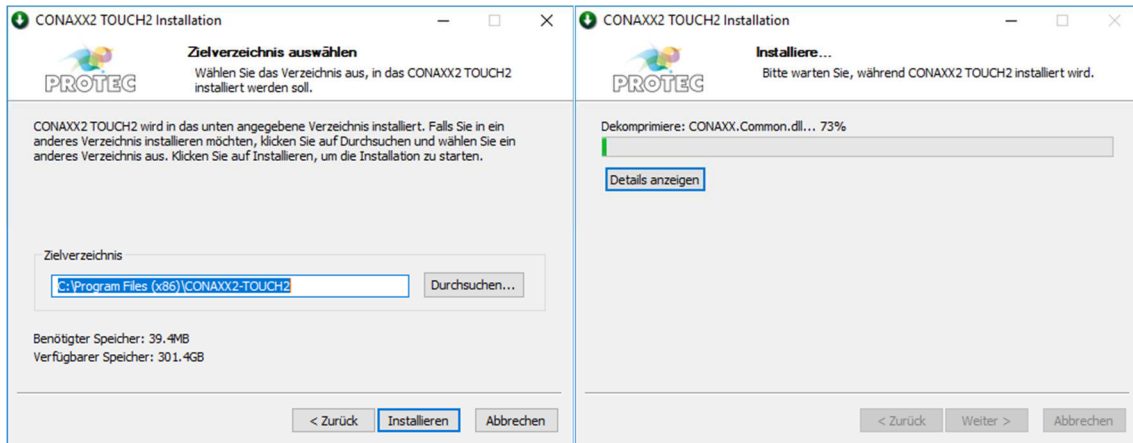 CONAXX2 TOUCH2 Installation
PROTEC
Zielverzeichnis auswählen
Wählen Sie das Verzeichnis aus, in das CONAXX2 TOUCH2
installiert werden soll.
CONAXX2 TOUCH2 wird in das unten angegebene Verzeichnis installiert. Falls Sie in ein
anderes Verzeichnis installieren möchten, klicken Sie auf Durchsuchen und wählen Sie ein
anderes Verzeichnis aus. Klicken Sie auf Installieren, um die Installation zu starten.
Zielverzeichnis
C:\Program Files (x86)\CONAXX2-TOUCH2
Durchsuchen...
Benötigter Speicher: 39.4MB
Verfügbarer Speicher: 301.4GB
< Zurück
Installieren
Abbrechen
CONAXX2 TOUCH2 Installation
PROTEC
Installiere...
Bitte warten Sie, während CONAXX2 TOUCH2 installiert wird.
Dekomprimiere: CONAXX.Common.dll... 73%
Details anzeigen
< Zurück
Weiter >
Abbrechen